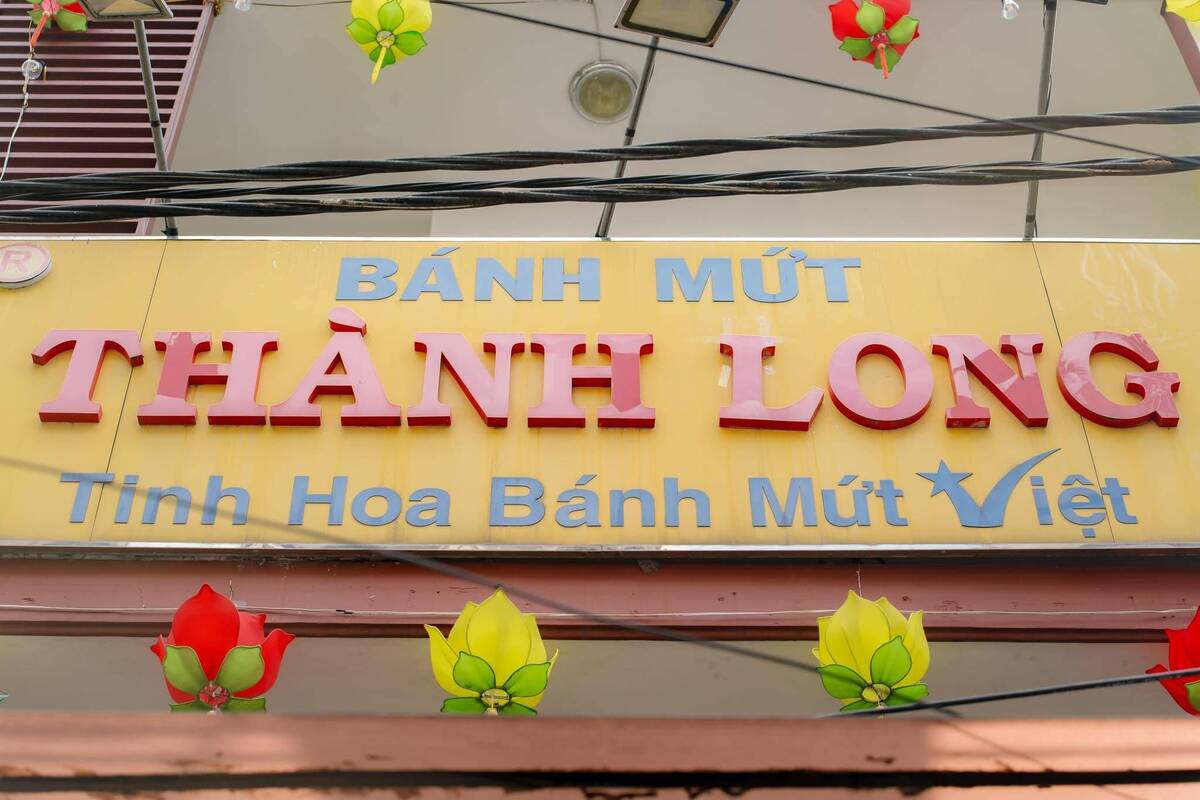 BÁNH MỨT
®
THÀNH LONG
Tinh Hoa Bánh Mứt Việt